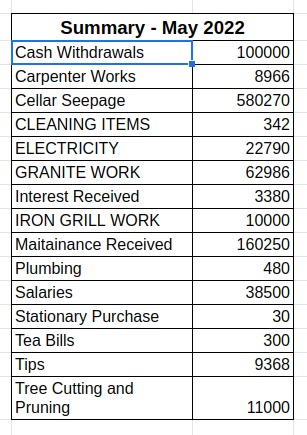 Summary - May 2022
Cash Withdrawals 100000
Carpenter Works 8966
Cellar Seepage 580270
CLEANING ITEMS 342
ELECTRICITY 22790
GRANITE WORK 62986
Interest Received 3380
IRON GRILL WORK 10000
Maitainance Received 160250
Plumbing 480
Salaries 38500
Stationary Purchase 30
Tea Bills 300
Tips 9368
Tree Cutting and
Pruning 11000